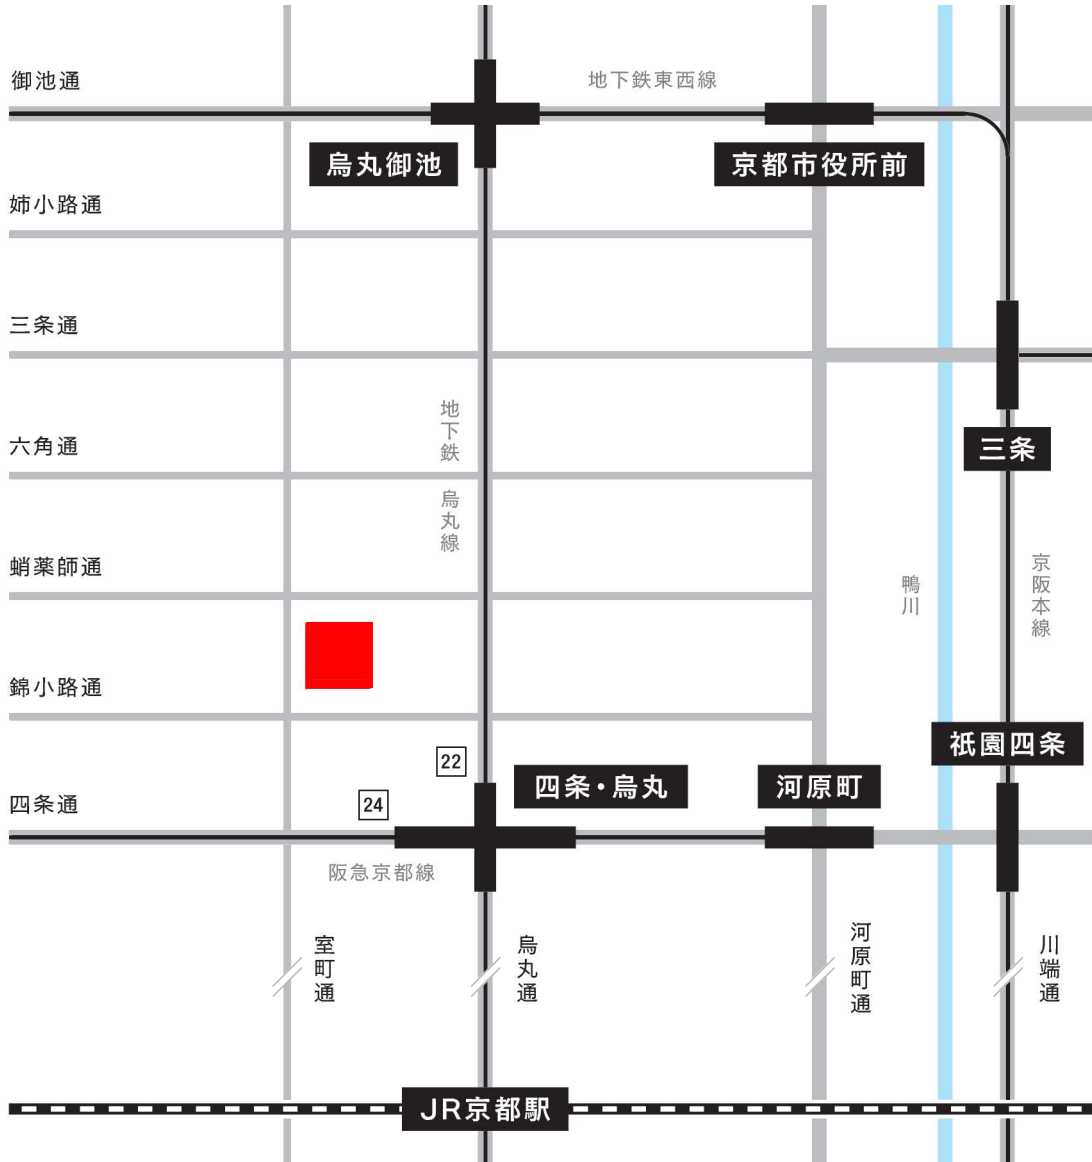 御池通
地下鉄東西線
烏丸御池
京都市役所前
姉小路通
三条通
地下鉄 烏丸線
六角通
三条
蛸薬師通
鴨川
京阪本線
錦小路通
祇園四条
22
四条・烏丸
河原町
四条通
24
阪急京都線
室町通
烏丸通
河原町通
川端通
JR京都駅